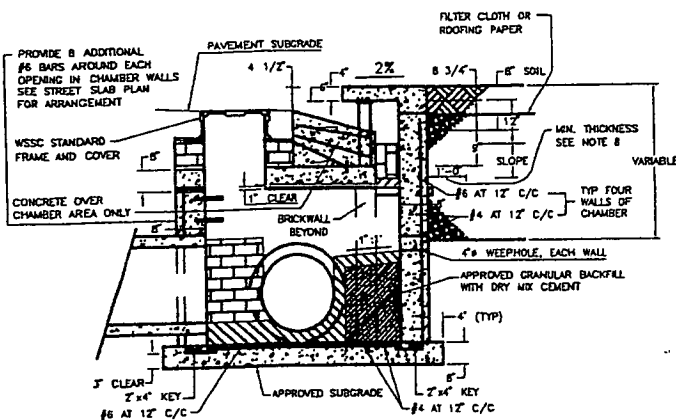 PROVIDE 8 ADDITIONAL
#6 BARS AROUND EACH
OPENING IN CHAMBER WALLS
SEE STREET SLAB PLAN
FOR ARRANGEMENT
PAVEMENT SUBGRADE
4 1/2"
6"
4"
2%
8 3/4"
FILTER CLOTH OR
ROOFING PAPER
8" SOIL
12"
MIN. THICKNESS
SEE NOTE 8
VARIABLE
9"
SLOPE
1'-0"
WSSC STANDARD
FRAME AND COVER
8"
CONCRETE OVER
CHAMBER AREA ONLY
8"
1" CLEAR
BRICKWALL
BEYOND
#6 AT 12" C/C
#4 AT 12" C/C
TYP FOUR
WALLS OF
CHAMBER
4"ø WEEPHOLE, EACH WALL
APPROVED GRANULAR BACKFILL
WITH DRY MIX CEMENT
4" (TYP)
3" CLEAR
2"x4" KEY
#6 AT 12" C/C
APPROVED SUBGRADE
8"
2"x4" KEY
#4 AT 12" C/C